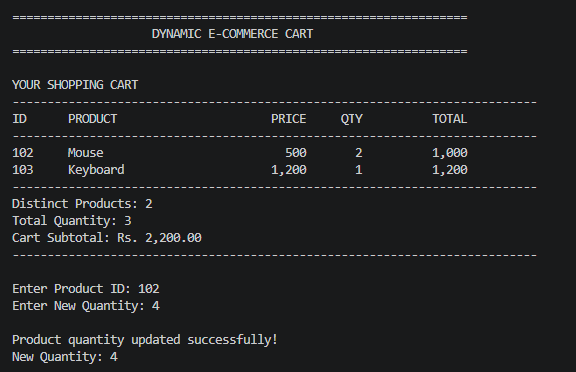 =================================================================
DYNAMIC E-COMMERCE CART
=================================================================
YOUR SHOPPING CART
---------------------------------------------------------------------------
ID PRODUCT PRICE QTY TOTAL
---------------------------------------------------------------------------
102 Mouse 500 2 1,000
103 Keyboard 1,200 1 1,200
---------------------------------------------------------------------------
Distinct Products: 2
Total Quantity: 3
Cart Subtotal: Rs. 2,200.00
---------------------------------------------------------------------------
Enter Product ID: 102
Enter New Quantity: 4
Product quantity updated successfully!
New Quantity: 4